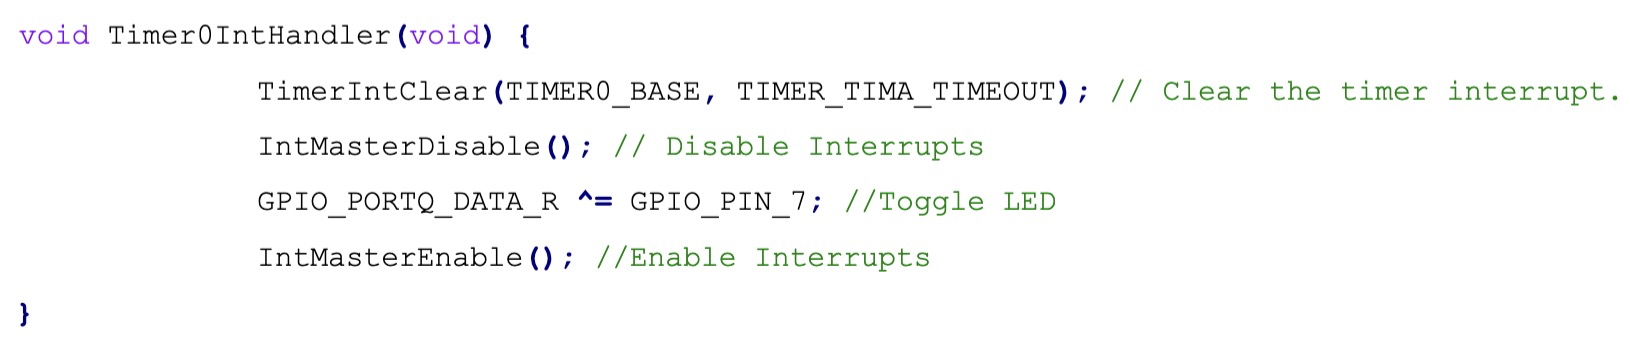 void Timer0IntHandler(void) {
TimerIntClear(TIMER0_BASE, TIMER_TIMA_TIMEOUT); // Clear the timer interrupt.
IntMasterDisable(); // Disable Interrupts
GPIO_PORTQ_DATA_R ^= GPIO_PIN_7; //Toggle LED
IntMasterEnable(); //Enable Interrupts
}